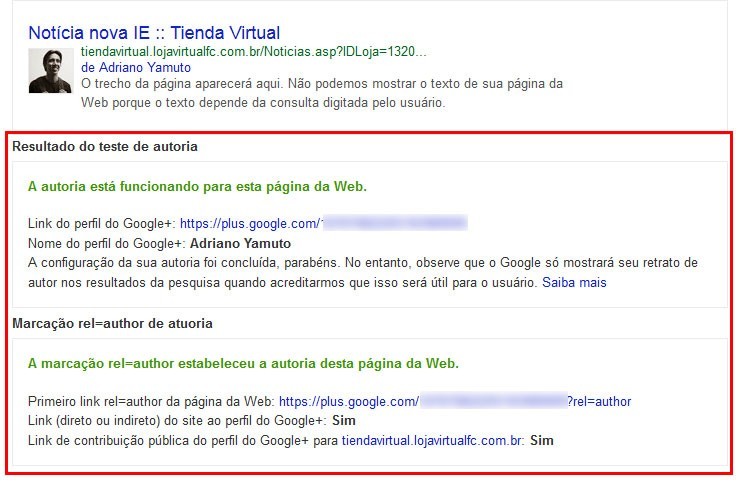 Notícia nova IE :: Tienda Virtual
tiendavirtual.lojavirtualfc.com.br/Noticias.asp?IDLoja=1320...
de Adriano Yamuto
O trecho da página aparecerá aqui. Não podemos mostrar o texto de sua página da
Web porque o texto depende da consulta digitada pelo usuário.
Resultado do teste de autoria
A autoria está funcionando para esta página da Web.
Link do perfil do Google+: https://plus.google.com/
Nome do perfil do Google+: Adriano Yamuto
A configuração da sua autoria foi concluída, parabéns. No entanto, observe que o Google só mostrará seu retrato de
autor nos resultados da pesquisa quando acreditarmos que isso será útil para o usuário. Saiba mais
Marcação rel=author de atuoria
A marcação rel=author estabeleceu a autoria desta página da Web.
Primeiro link rel=author da página da Web: https://plus.google.com/ ?rel=author
Link (direto ou indireto) do site ao perfil do Google+: Sim
Link de contribuição pública do perfil do Google+ para tiendavirtual.lojavirtualfc.com.br: Sim